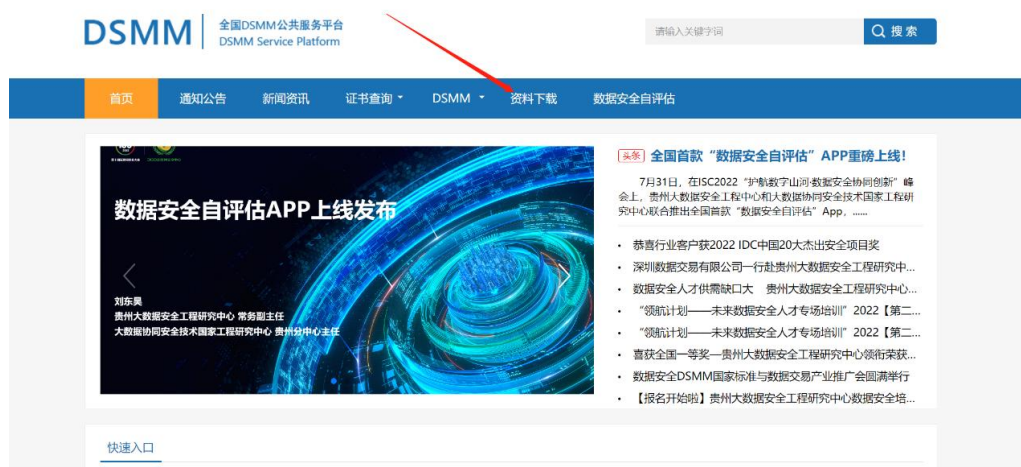 DSMM
全国DSMM公共服务平台
DSMM Service Platform
请输入关键字词
搜索
首页
通知公告
新闻资讯
证书查询
DSMM
资料下载
数据安全自评估
数据安全自评估APP上线发布
刘东昊
贵州大数据安全工程研究中心 常务副主任
大数据协同安全技术国家工程研究中心 贵州分中心主任
头条 全国首款“数据安全自评估”APP重磅上线！
7月31日，在ISC2022“护航数字山河·数据安全协同创新”峰
会上，贵州大数据安全工程中心和大数据协同安全技术国家工程研
究中心联合推出全国首款“数据安全自评估”App，......
· 恭喜行业客户获2022 IDC中国20大杰出安全项目奖
· 深圳数据交易有限公司一行赴贵州大数据安全工程研究中...
· 数据安全人才供需缺口大 贵州大数据安全工程研究中心...
· “领航计划——未来数据安全人才专场培训”2022【第二...
· “领航计划——未来数据安全人才专场培训”2022【第二...
· 喜获全国一等奖—贵州大数据安全工程研究中心领衔荣获...
· 数据安全DSMM国家标准与数据交易产业推广会圆满举行
· 【报名开始啦】贵州大数据安全工程研究中心数据安全培...
快速入口